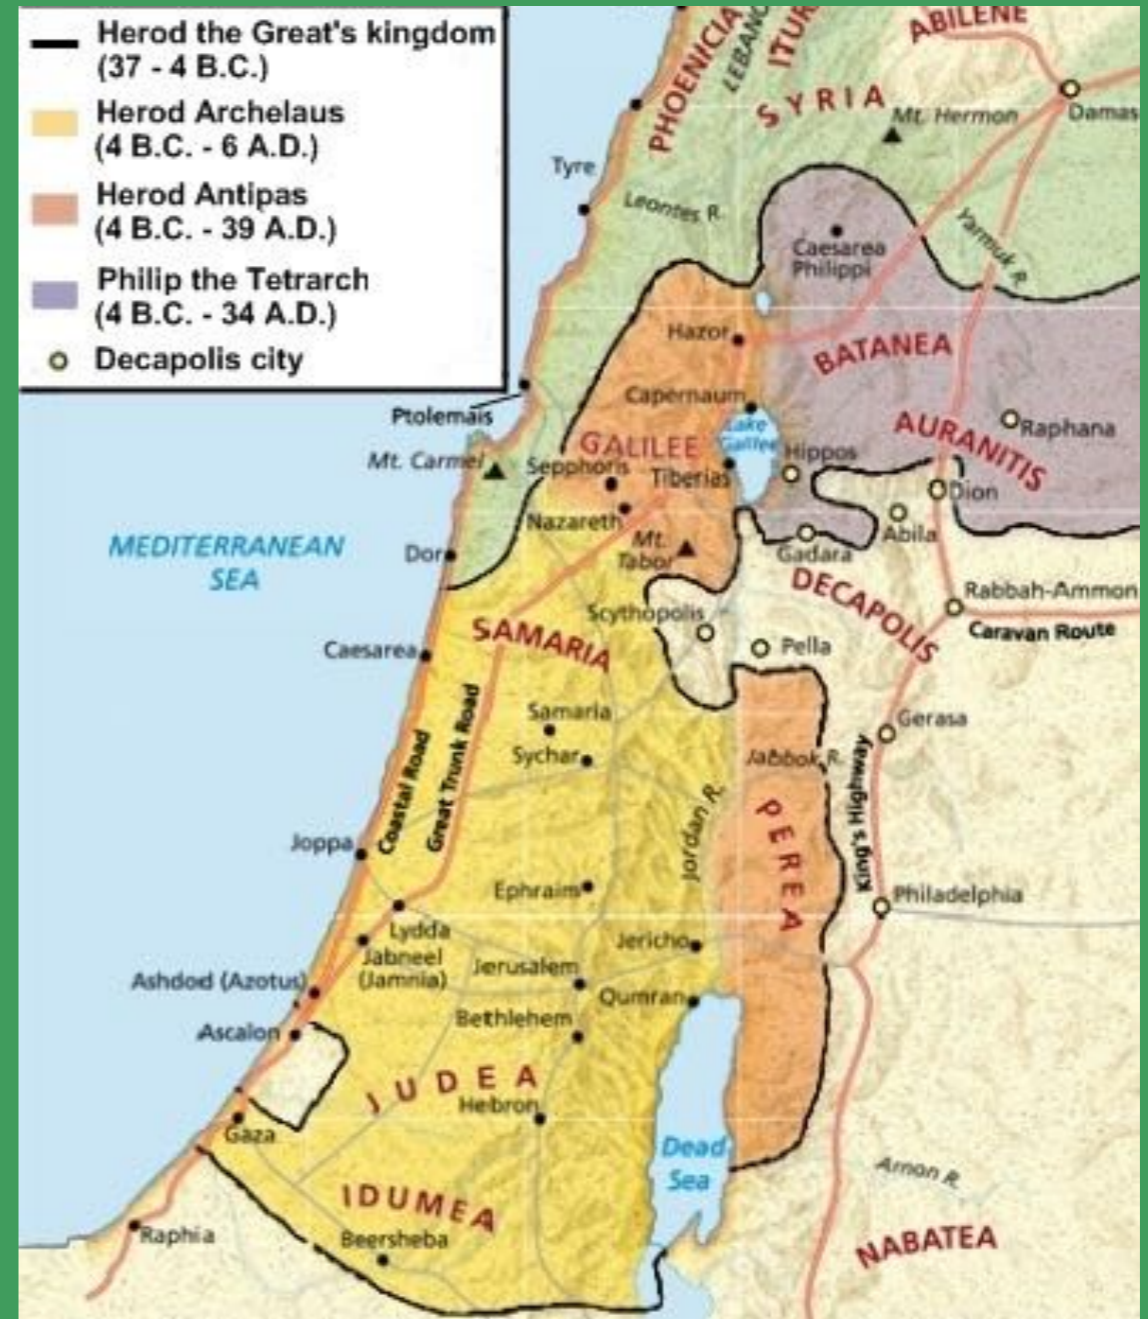 Herod the Great's kingdom
(37 - 4 B.C.)
Herod Archelaus
(4 B.C. - 6 A.D.)
Herod Antipas
(4 B.C. - 39 A.D.)
Philip the Tetrarch
(4 B.C. - 34 A.D.)
Decapolis city
PHOENICIA
LEBANO
ITUR
ABILENE
SYRIA
Mt. Hermon
Damas
Tyre
Leontes R.
Caesarea
Philippi
Yarmuk R.
Hazor
BATANEA
Capernaum
Ptolemais
Lake
Galilee
AURANITIS
Raphana
GALILEE
Hippos
Mt. Carmel
Sepphoris
Tiberias
Dion
Nazareth
Abila
MEDITERRANEAN
SEA
Dor
Mt.
Tabor
Gadara
DECAPOLIS
Rabbah-Ammon
Scythopolis
Caravan Route
SAMARIA
Caesarea
Pella
Samaria
Gerasa
Sychar
Jabbok R.
Coastal Road
Great Trunk Road
Jordan R.
PEREA
King's Highway
Joppa
Ephraim
Philadelphia
Lydda
Jabneel
(Jamnia)
Jericho
Ashdod (Azotus)
Jerusalem
Qumran
Ascalon
Bethlehem
JUDEA
Hebron
Gaza
Dead
Sea
Arnon R.
IDUMEA
Raphia
Beersheba
NABATEA